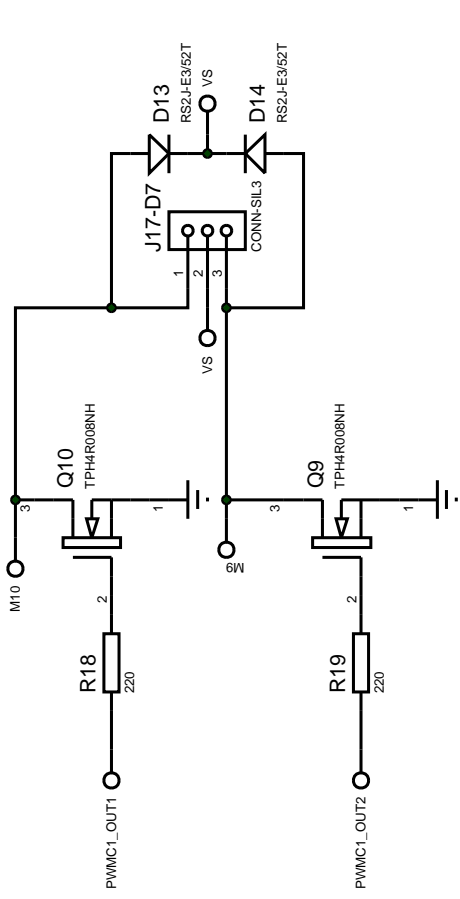 D13
RS2J-E3/52T
VS
D14
RS2J-E3/52T
J17-D7
CONN-SIL3
1
2
3
VS
Q10
TPH4R008NH
3
1
2
M10
R18
220
PWMC1_OUT1
M9
Q9
TPH4R008NH
3
1
2
R19
220
PWMC1_OUT2